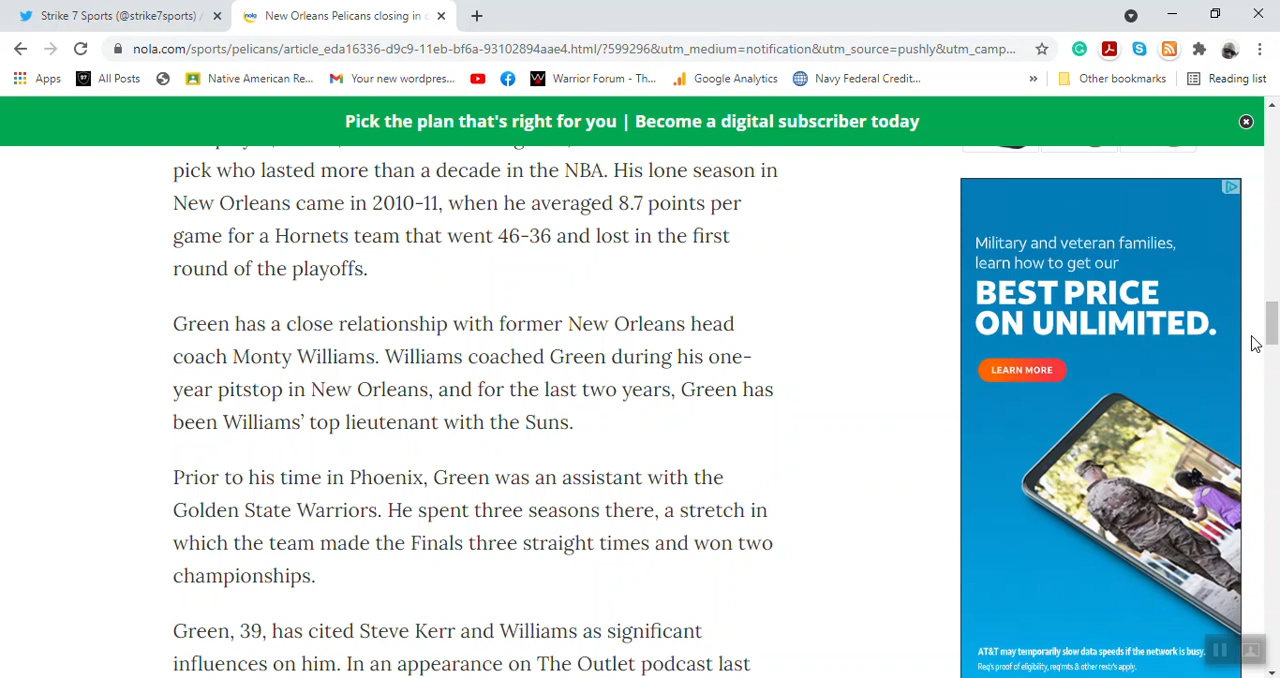 Strike 7 Sports (@strike7sports) /
New Orleans Pelicans closing in
nola.com/sports/pelicans/article_eda16336-d9c9-11eb-bf6a-93102894aae4.html/?599296&utm_medium=notification&utm_source=pushly&utm_camp...
Apps All Posts Native American Re... Your new wordpres... Warrior Forum - Th... Google Analytics Navy Federal Credit... » Other bookmarks Reading list
Pick the plan that's right for you | Become a digital subscriber today
pick who lasted more than a decade in the NBA. His lone season in
New Orleans came in 2010-11, when he averaged 8.7 points per
game for a Hornets team that went 46-36 and lost in the first
round of the playoffs.
Green has a close relationship with former New Orleans head
coach Monty Williams. Williams coached Green during his one-
year pitstop in New Orleans, and for the last two years, Green has
been Williams’ top lieutenant with the Suns.
Prior to his time in Phoenix, Green was an assistant with the
Golden State Warriors. He spent three seasons there, a stretch in
which the team made the Finals three straight times and won two
championships.
Green, 39, has cited Steve Kerr and Williams as significant
influences on him. In an appearance on The Outlet podcast last
Military and veteran families,
learn how to get our
BEST PRICE
ON UNLIMITED.
LEARN MORE
AT&T may temporarily slow data speeds if the network is busy.
Req's proof of eligibility, req'mts & other restr's apply.